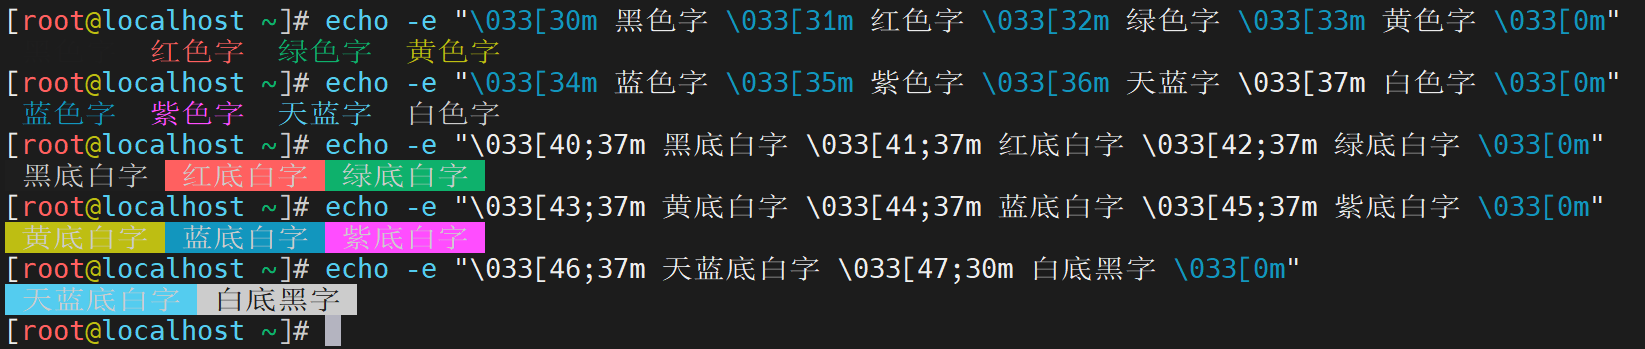 [root@localhost ~]# echo -e "\033[30m 黑色字 \033[31m 红色字 \033[32m 绿色字 \033[33m 黄色字 \033[0m"
红色字 绿色字 黄色字
[root@localhost ~]# echo -e "\033[34m 蓝色字 \033[35m 紫色字 \033[36m 天蓝字 \033[37m 白色字 \033[0m"
蓝色字 紫色字 天蓝字 白色字
[root@localhost ~]# echo -e "\033[40;37m 黑底白字 \033[41;37m 红底白字 \033[42;37m 绿底白字 \033[0m"
黑底白字 红底白字 绿底白字
[root@localhost ~]# echo -e "\033[43;37m 黄底白字 \033[44;37m 蓝底白字 \033[45;37m 紫底白字 \033[0m"
黄底白字 蓝底白字 紫底白字
[root@localhost ~]# echo -e "\033[46;37m 天蓝底白字 \033[47;30m 白底黑字 \033[0m"
天蓝底白字 白底黑字
[root@localhost ~]#